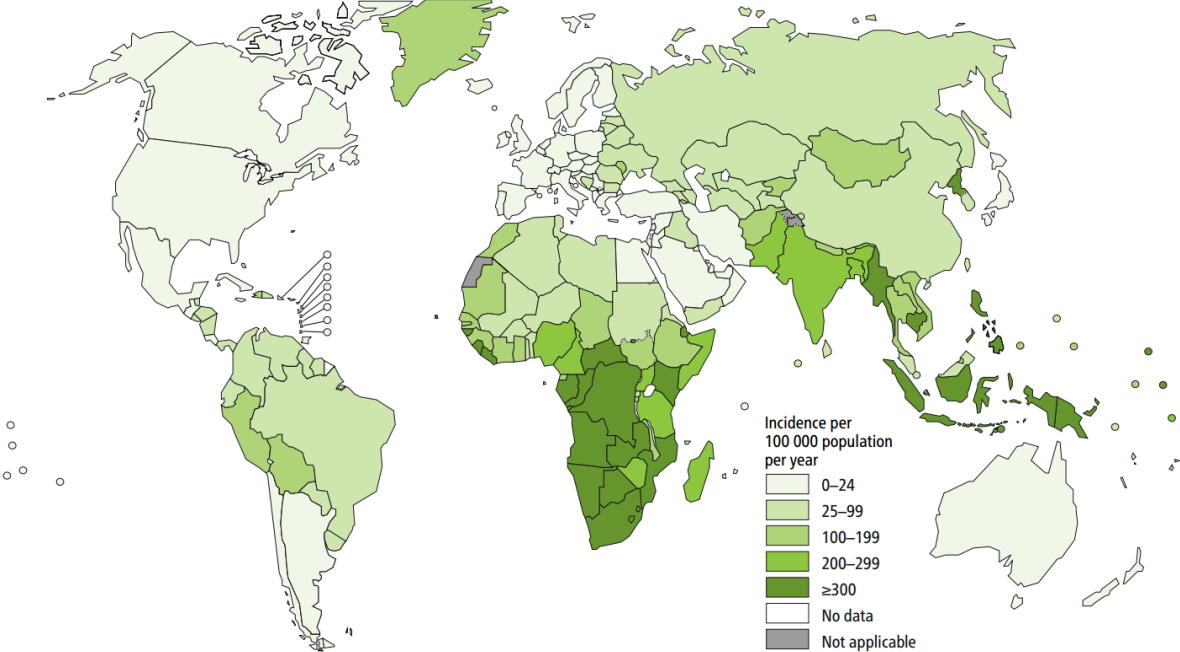 Incidence per
100 000 population
per year
0–24
25–99
100–199
200–299
≥300
No data
Not applicable